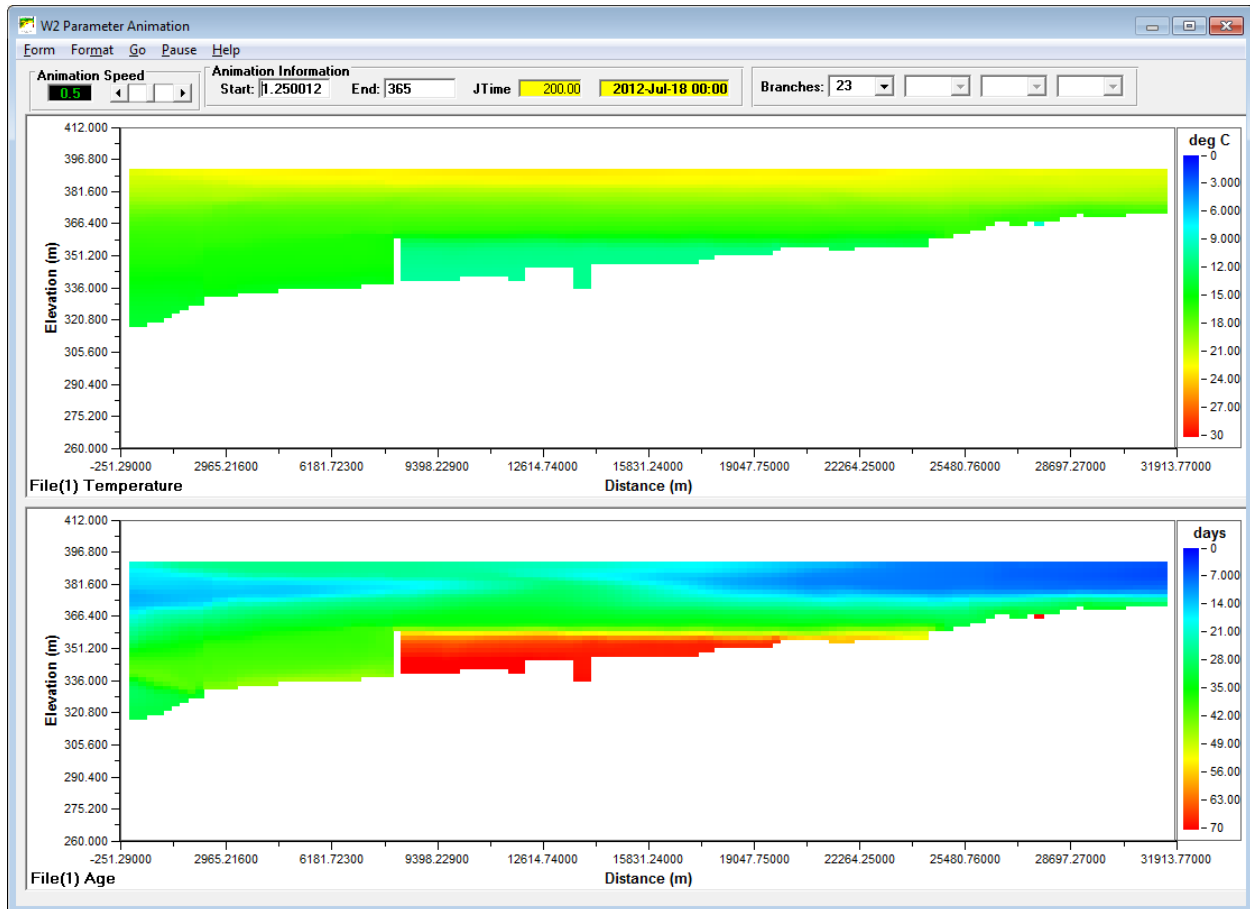 W2 Parameter Animation
Form Format Go Pause Help
Animation Speed
0.5
Animation Information
Start: 1.250012 End: 365 JTime 200.00 2012-Jul-18 00:00
Branches: 23
412.000
396.800
381.600
366.400
351.200
336.000
320.800
305.600
290.400
275.200
260.000
Elevation (m)
-251.29000 2965.21600 6181.72300 9398.22900 12614.74000 15831.24000 19047.75000 22264.25000 25480.76000 28697.27000 31913.77000
File(1) Temperature
Distance (m)
deg C
0
3.000
6.000
9.000
12.00
15.00
18.00
21.00
24.00
27.00
30
412.000
396.800
381.600
366.400
351.200
336.000
320.800
305.600
290.400
275.200
260.000
Elevation (m)
-251.29000 2965.21600 6181.72300 9398.22900 12614.74000 15831.24000 19047.75000 22264.25000 25480.76000 28697.27000 31913.77000
File(1) Age
Distance (m)
days
0
7.000
14.00
21.00
28.00
35.00
42.00
49.00
56.00
63.00
70